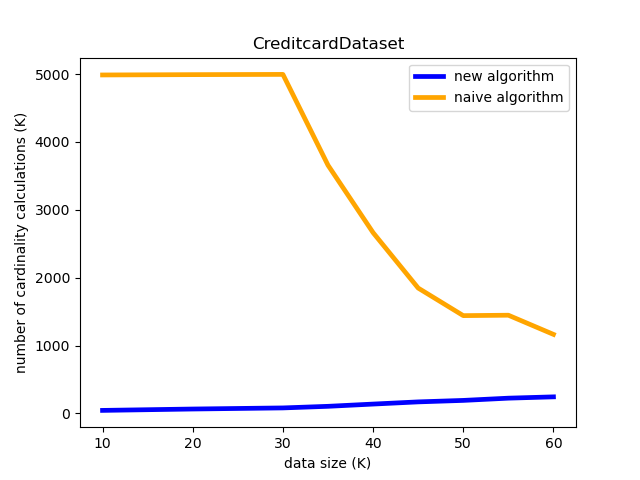 CreditcardDataset
new algorithm
naive algorithm
number of cardinality calculations (K)
5000
4000
3000
2000
1000
0
10 20 30 40 50 60
data size (K)